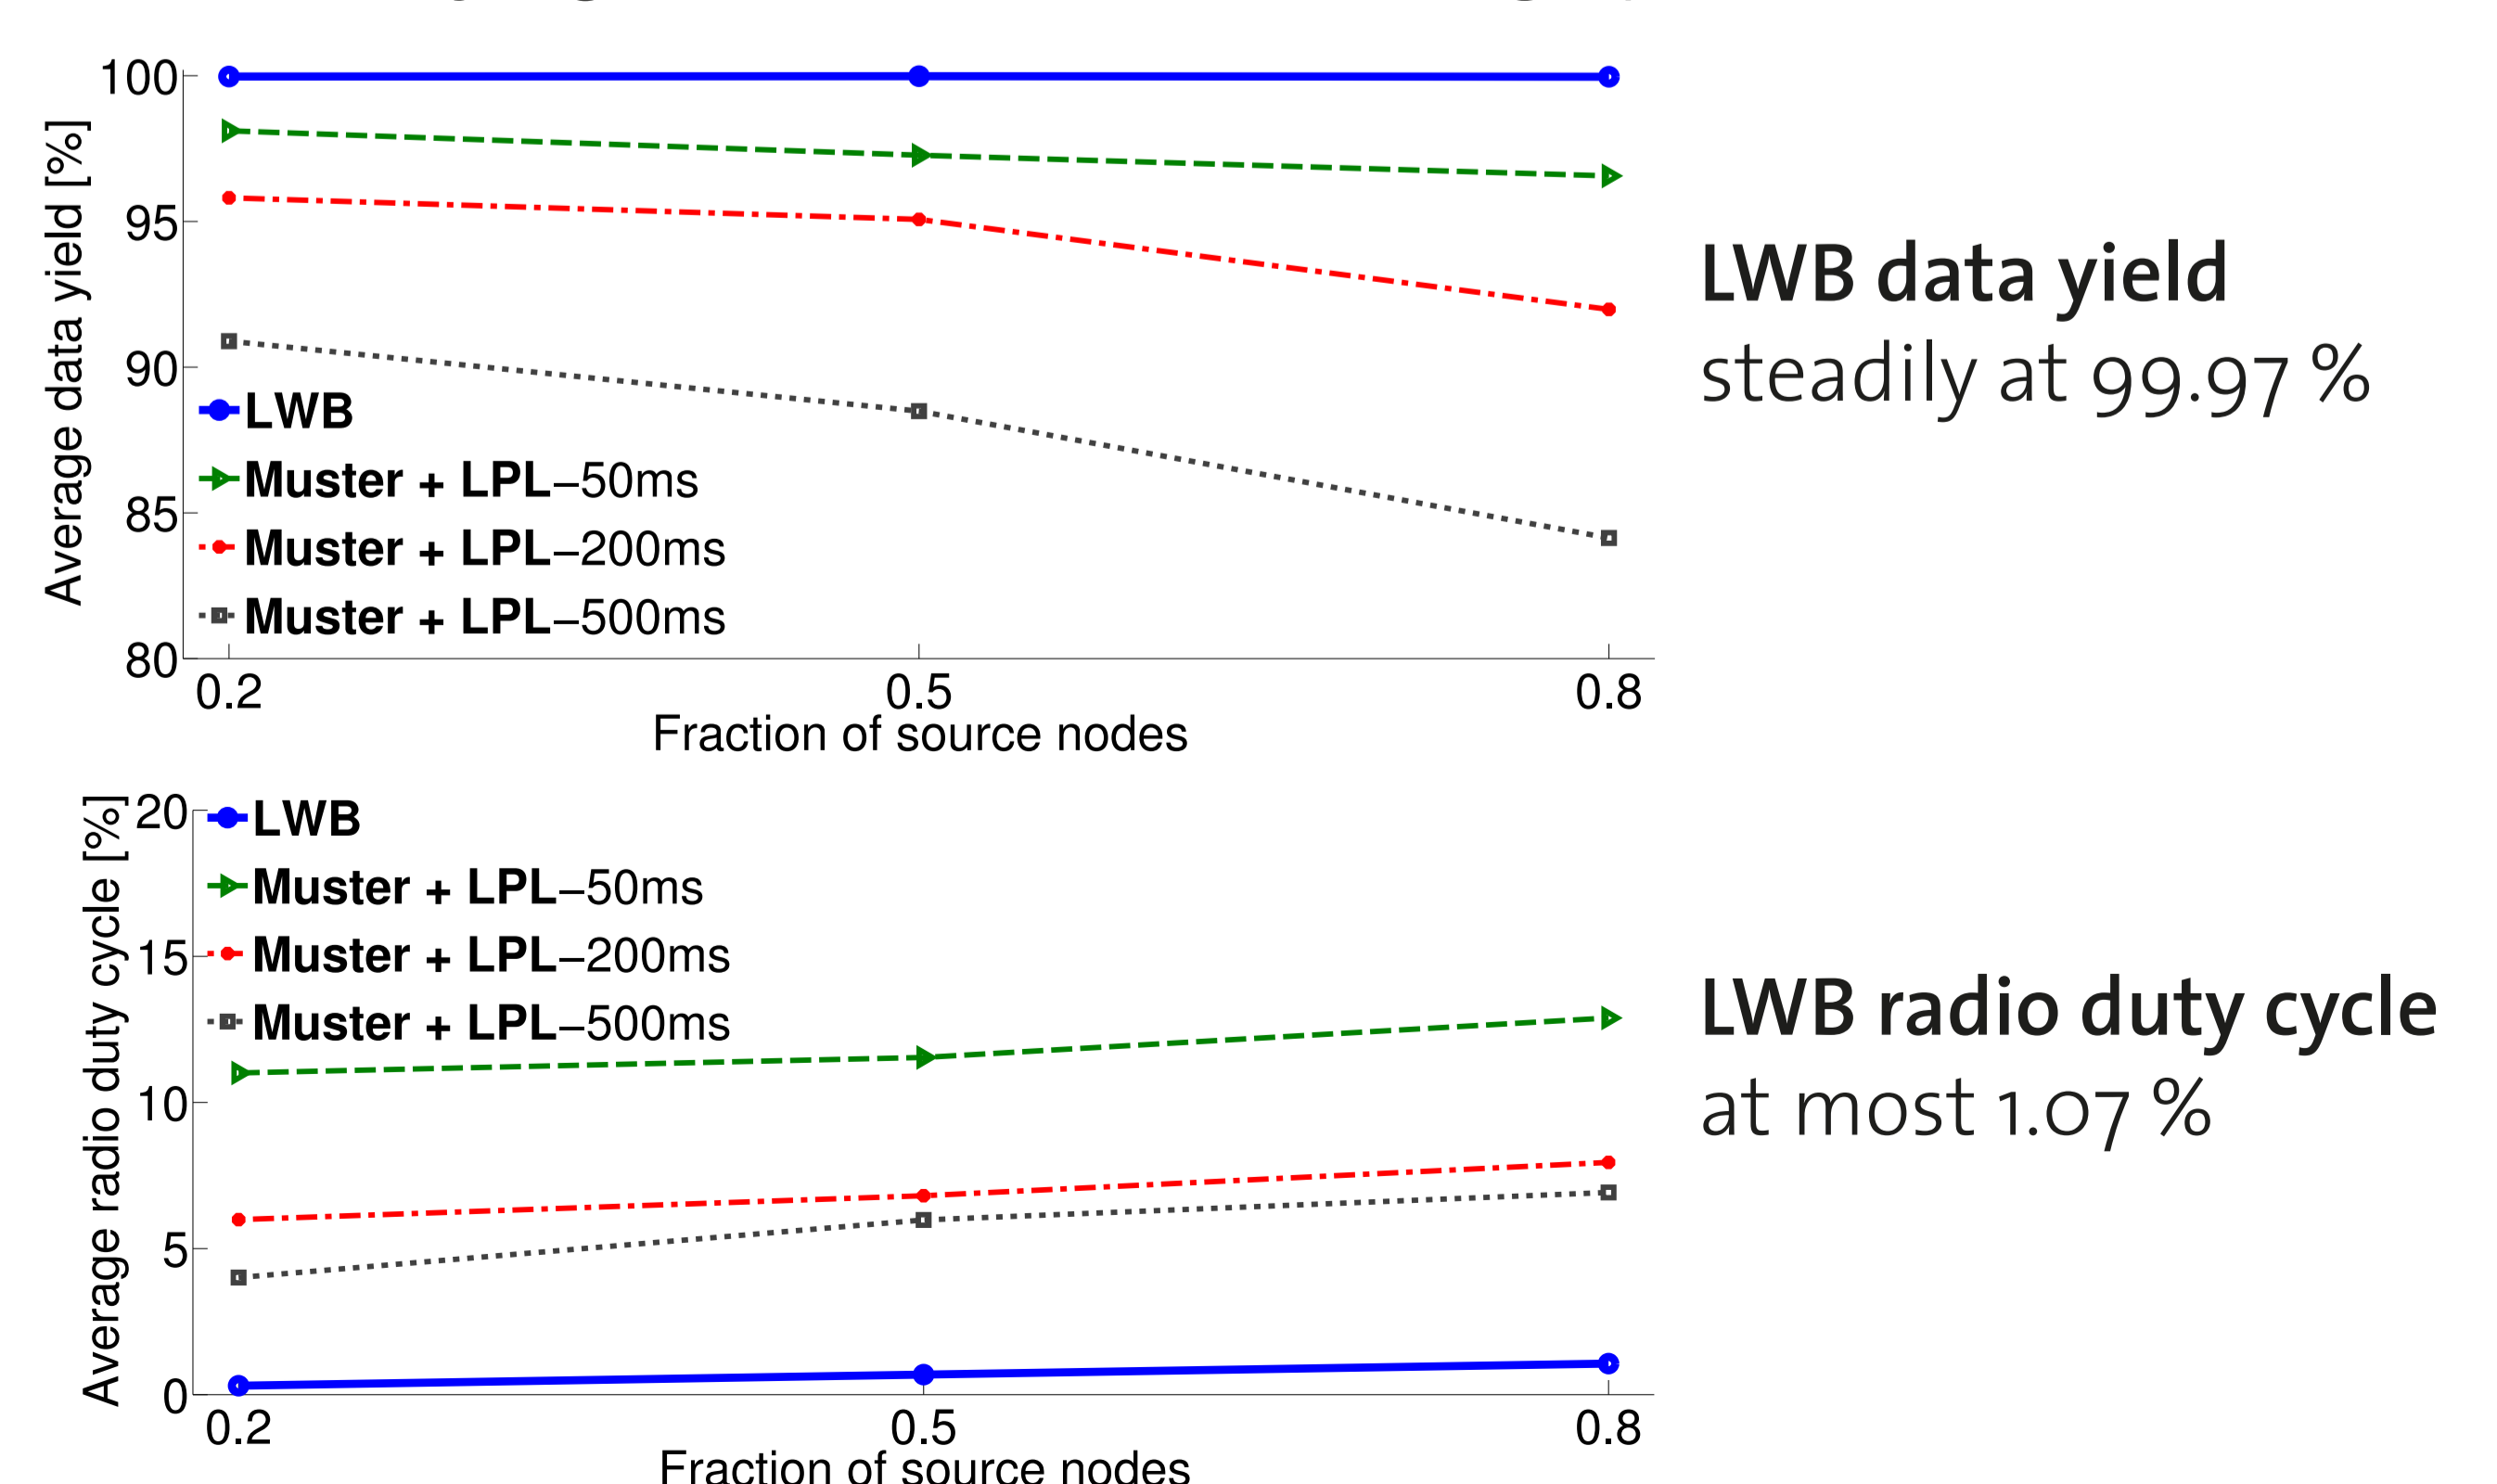 100
95
90
85
80
Average data yield [%]
LWB
Muster + LPL–50ms
Muster + LPL–200ms
Muster + LPL–500ms
0.2 0.5 0.8
Fraction of source nodes
LWB data yield
steadily at 99.97 %
20
15
10
5
0
Average radio duty cycle [%]
LWB
Muster + LPL–50ms
Muster + LPL–200ms
Muster + LPL–500ms
0.2 0.5 0.8
Fraction of source nodes
LWB radio duty cycle
at most 1.07 %